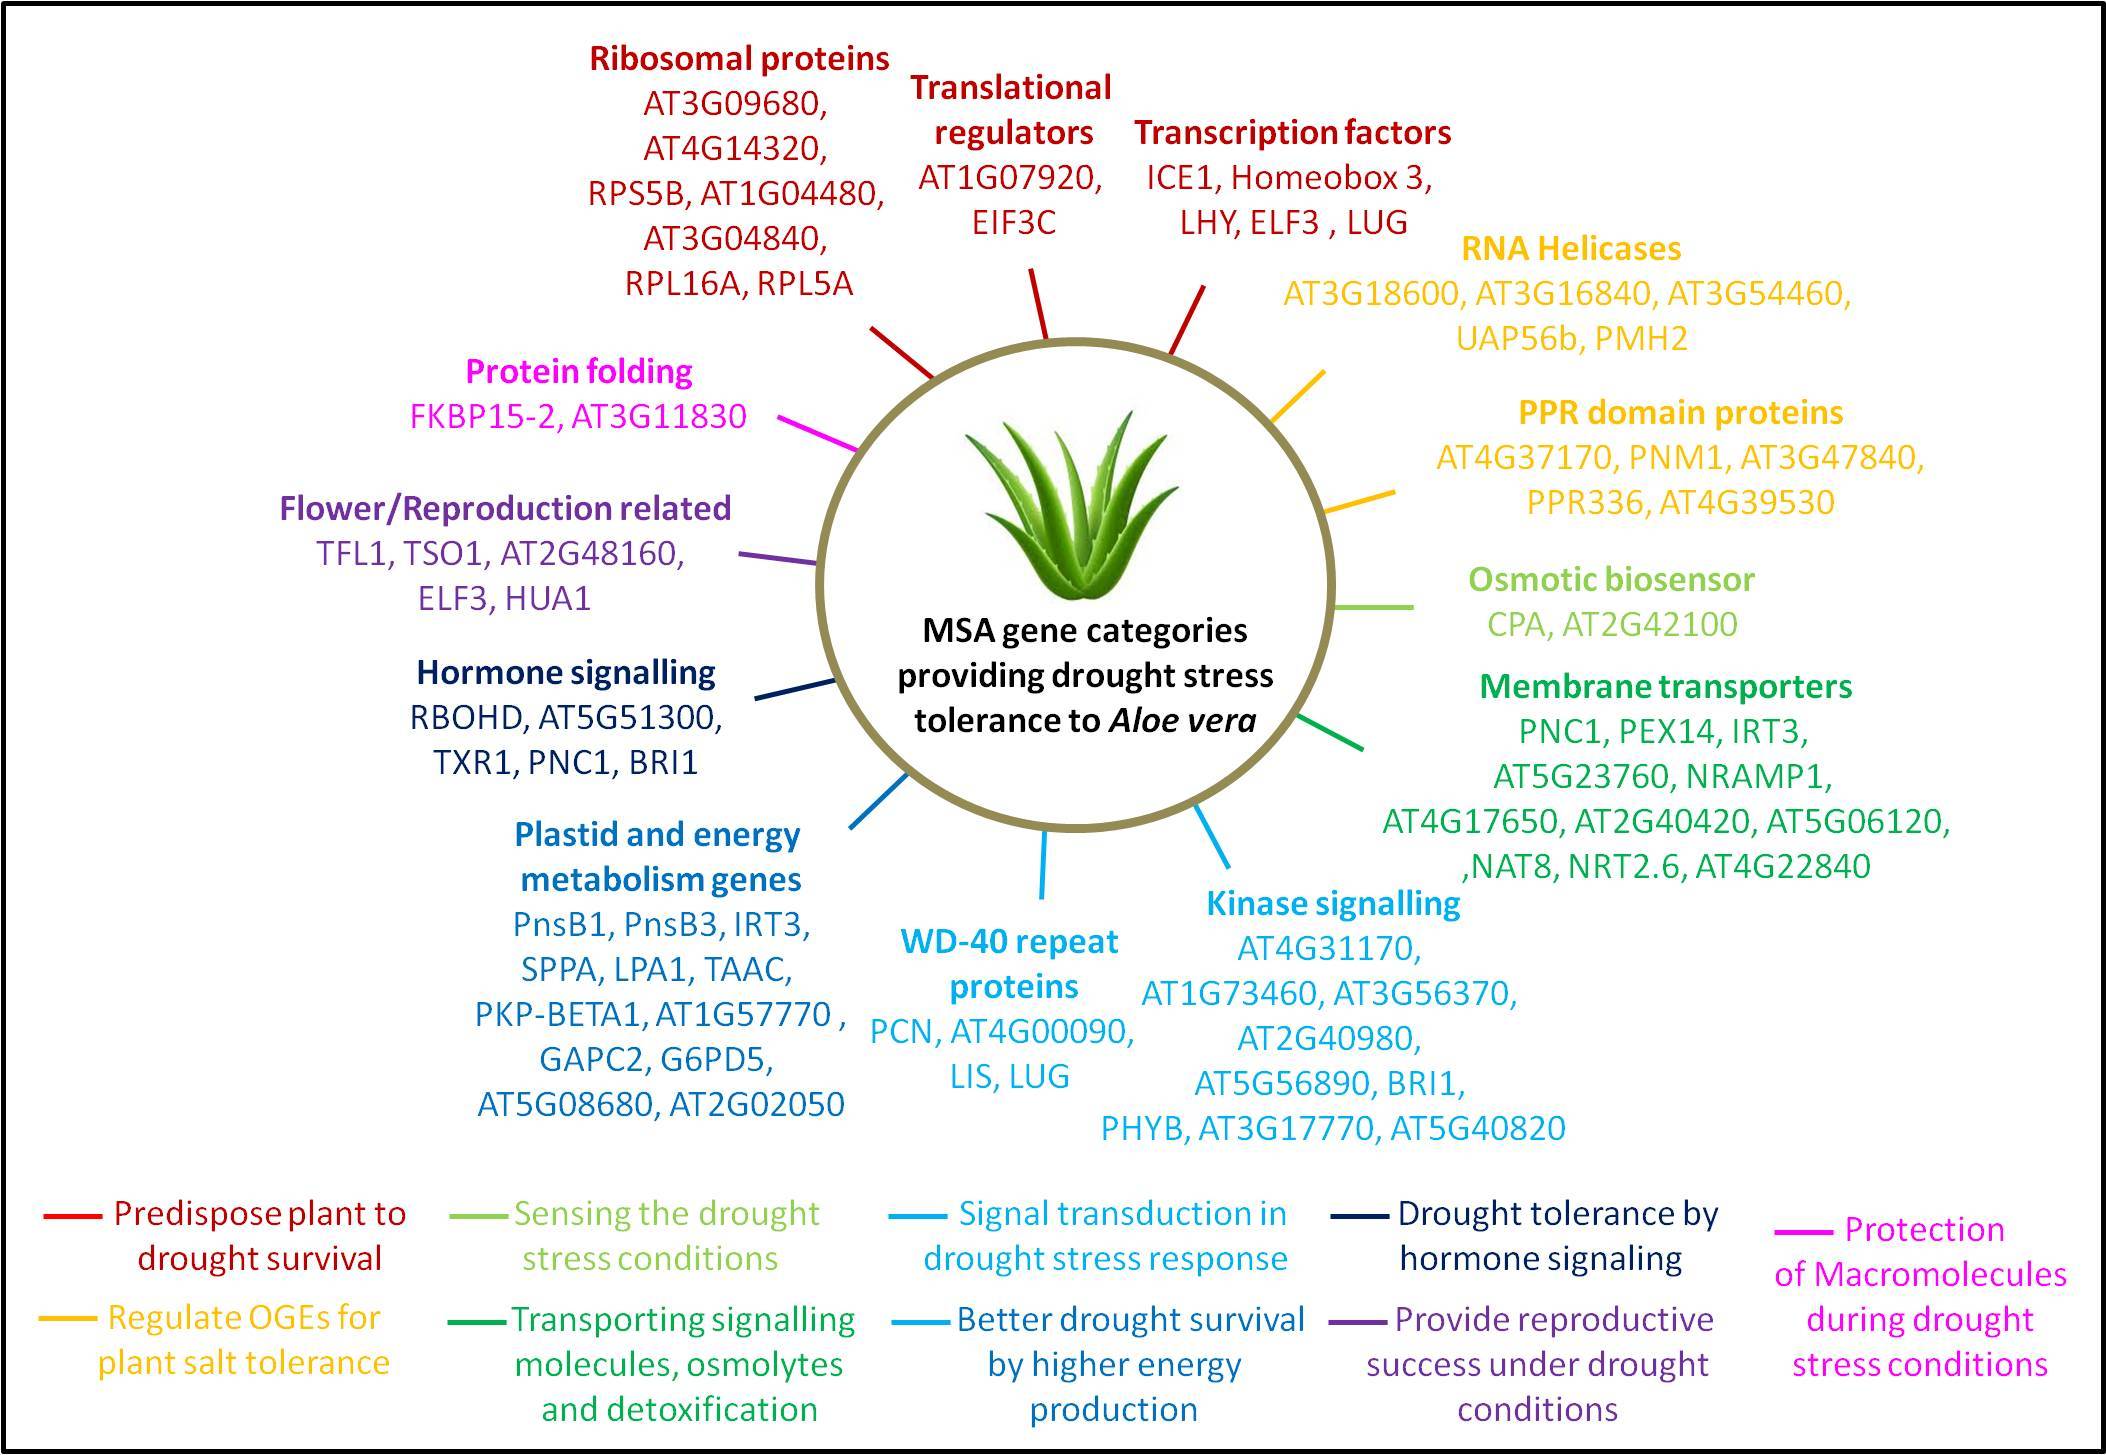 Ribosomal proteins
AT3G09680,
AT4G14320,
RPS5B, AT1G04480,
AT3G04840,
RPL16A, RPL5A
Translational
regulators
AT1G07920,
EIF3C
Transcription factors
ICE1, Homeobox 3,
LHY, ELF3 , LUG
RNA Helicases
AT3G18600, AT3G16840, AT3G54460,
UAP56b, PMH2
PPR domain proteins
AT4G37170, PNM1, AT3G47840,
PPR336, AT4G39530
Osmotic biosensor
CPA, AT2G42100
Membrane transporters
PNC1, PEX14, IRT3,
AT5G23760, NRAMP1,
AT4G17650, AT2G40420, AT5G06120,
,NAT8, NRT2.6, AT4G22840
Kinase signalling
AT4G31170,
AT1G73460, AT3G56370,
AT2G40980,
AT5G56890, BRI1,
PHYB, AT3G17770, AT5G40820
WD-40 repeat
proteins
PCN, AT4G00090,
LIS, LUG
Plastid and energy
metabolism genes
PnsB1, PnsB3, IRT3,
SPPA, LPA1, TAAC,
PKP-BETA1, AT1G57770 ,
GAPC2, G6PD5,
AT5G08680, AT2G02050
Hormone signalling
RBOHD, AT5G51300,
TXR1, PNC1, BRI1
Flower/Reproduction related
TFL1, TSO1, AT2G48160,
ELF3, HUA1
Protein folding
FKBP15-2, AT3G11830
MSA gene categories
providing drought stress
tolerance to Aloe vera
Predispose plant to
drought survival
Regulate OGEs for
plant salt tolerance
Sensing the drought
stress conditions
Transporting signalling
molecules, osmolytes
and detoxification
Signal transduction in
drought stress response
Better drought survival
by higher energy
production
Drought tolerance by
hormone signaling
Provide reproductive
success under drought
conditions
Protection
of Macromolecules
during drought
stress conditions